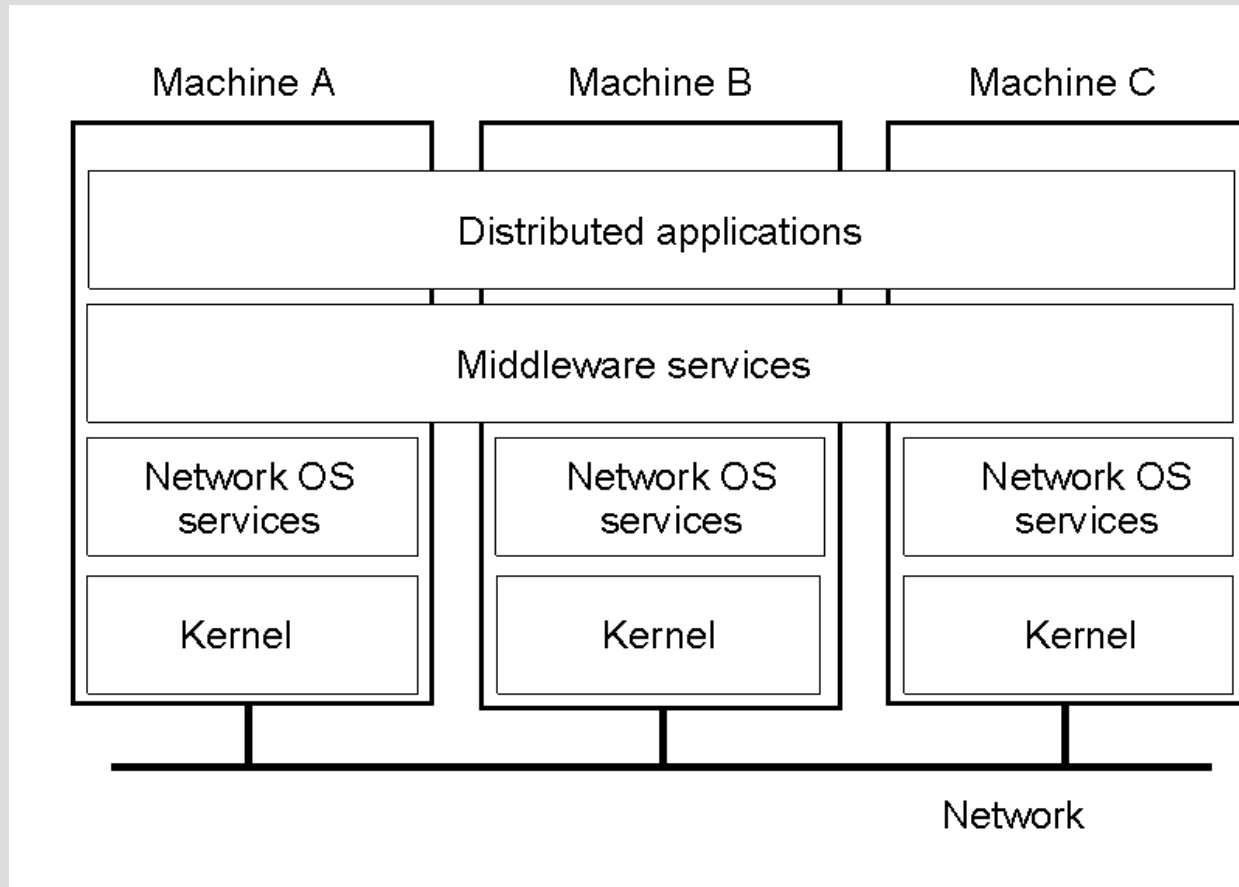 Machine A
Machine B
Machine C
Distributed applications
Middleware services
Network OS
services
Network OS
services
Network OS
services
Kernel
Kernel
Kernel
Network